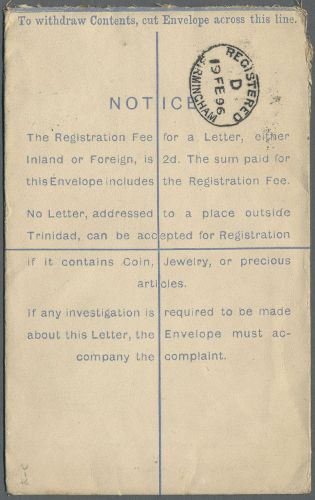 To withdraw Contents, cut Envelope across this line.
REGISTERED
D
19 FE 96
BIRMINGHAM
NOTICE
The Registration Fee for a Letter, either
Inland or Foreign, is 2d. The sum paid for
this Envelope includes the Registration Fee.
No Letter, addressed to a place outside
Trinidad, can be accepted for Registration
if it contains Coin, Jewelry, or precious
articles.
If any investigation is required to be made
about this Letter, the Envelope must ac-
company the complaint.